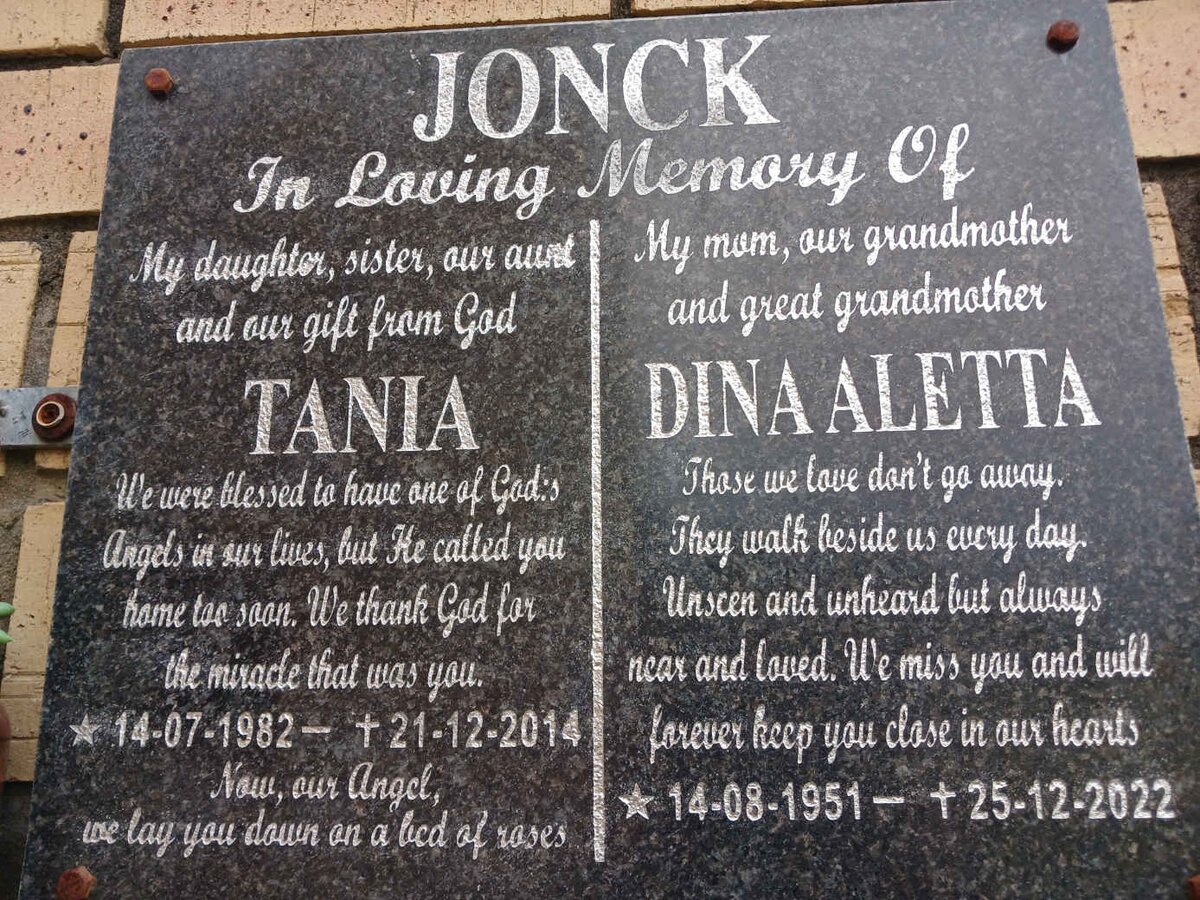 JONCK
In Loving Memory Of
My daughter, sister, our aunt
and our gift from God
TANIA
We were blessed to have one of God:s
Angels in our lives, but He called you
home too soon. We thank God for
the miracle that was you.
★ 14-07-1982 — ✝ 21-12-2014
Now, our Angel,
we lay you down on a bed of roses
My mom, our grandmother
and great grandmother
DINA ALETTA
Those we love don't go away.
They walk beside us every day.
Unseen and unheard but always
near and loved. We miss you and will
forever keep you close in our hearts
★ 14-08-1951 — ✝ 25-12-2022